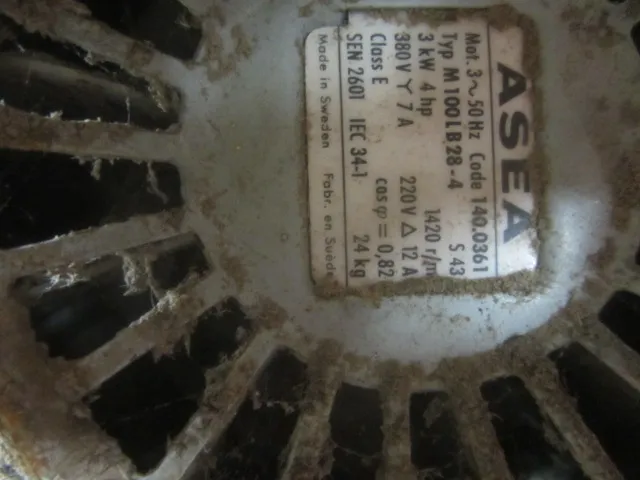 ASEA
Mot. 3~50 Hz Code 140.0361
Typ M 100 L B 28-4 S 43
3 kW 4 hp 1420 r/m
380 V Y 7 A 220 V △ 12 A
Class E cos φ = 0,82
SEN 2601 IEC 34-1 24 kg
Made in Sweden Fabr. en Suède